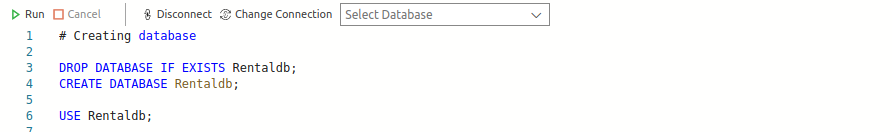 Run Cancel Disconnect Change Connection Select Database
1 # Creating database
2
3 DROP DATABASE IF EXISTS Rentaldb;
4 CREATE DATABASE Rentaldb;
5
6 USE Rentaldb;
7